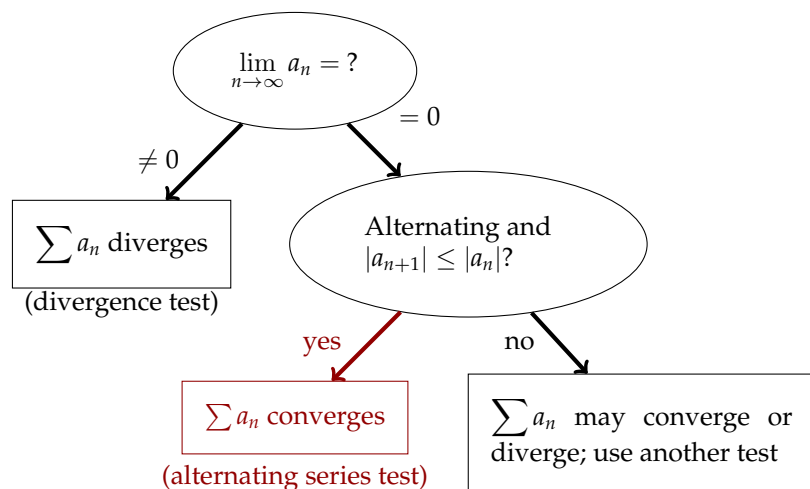 lim n→∞ a_n = ?
≠ 0
= 0
∑ a_n diverges
(divergence test)
Alternating and
|a_{n+1}| ≤ |a_n|?
yes
no
∑ a_n converges
(alternating series test)
∑ a_n may converge or
diverge; use another test